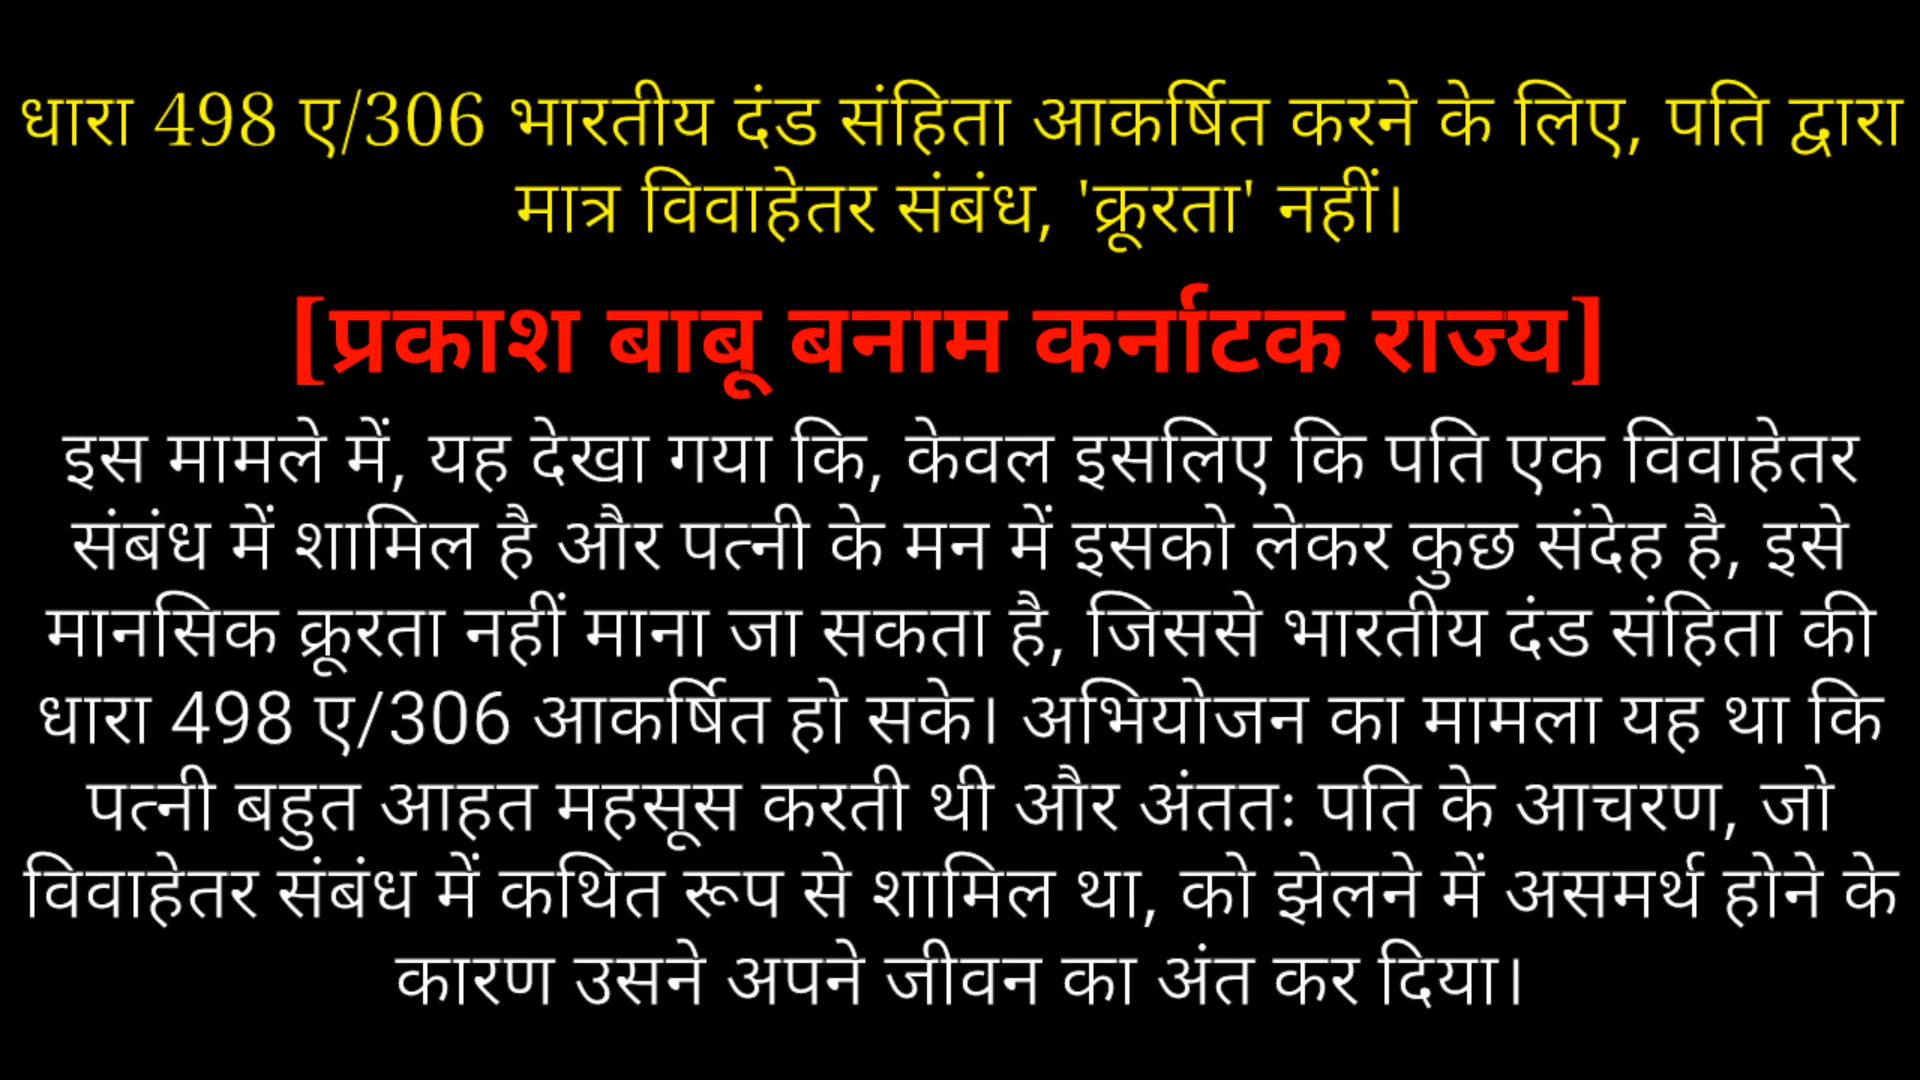 धारा 498 ए/306 भारतीय दंड संहिता आकर्षित करने के लिए, पति द्वारा
मात्र विवाहेतर संबंध, 'क्रूरता' नहीं।
[प्रकाश बाबू बनाम कर्नाटक राज्य]
इस मामले में, यह देखा गया कि, केवल इसलिए कि पति एक विवाहेतर
संबंध में शामिल है और पत्नी के मन में इसको लेकर कुछ संदेह है, इसे
मानसिक क्रूरता नहीं माना जा सकता है, जिससे भारतीय दंड संहिता की
धारा 498 ए/306 आकर्षित हो सके। अभियोजन का मामला यह था कि
पत्नी बहुत आहत महसूस करती थी और अंततः पति के आचरण, जो
विवाहेतर संबंध में कथित रूप से शामिल था, को झेलने में असमर्थ होने के
कारण उसने अपने जीवन का अंत कर दिया।